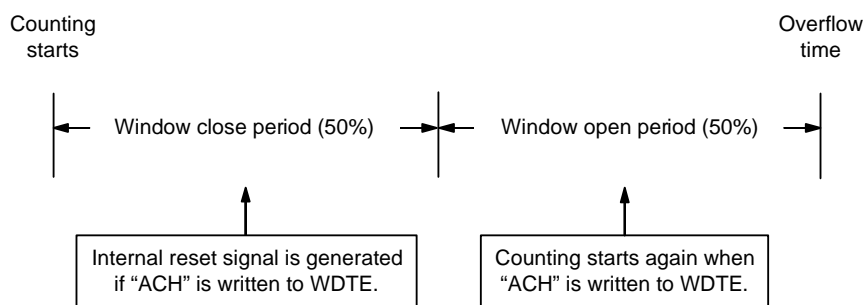 Counting
starts
Overflow
time
Window close period (50%)
Window open period (50%)
Internal reset signal is generated
if “ACH” is written to WDTE.
Counting starts again when
“ACH” is written to WDTE.